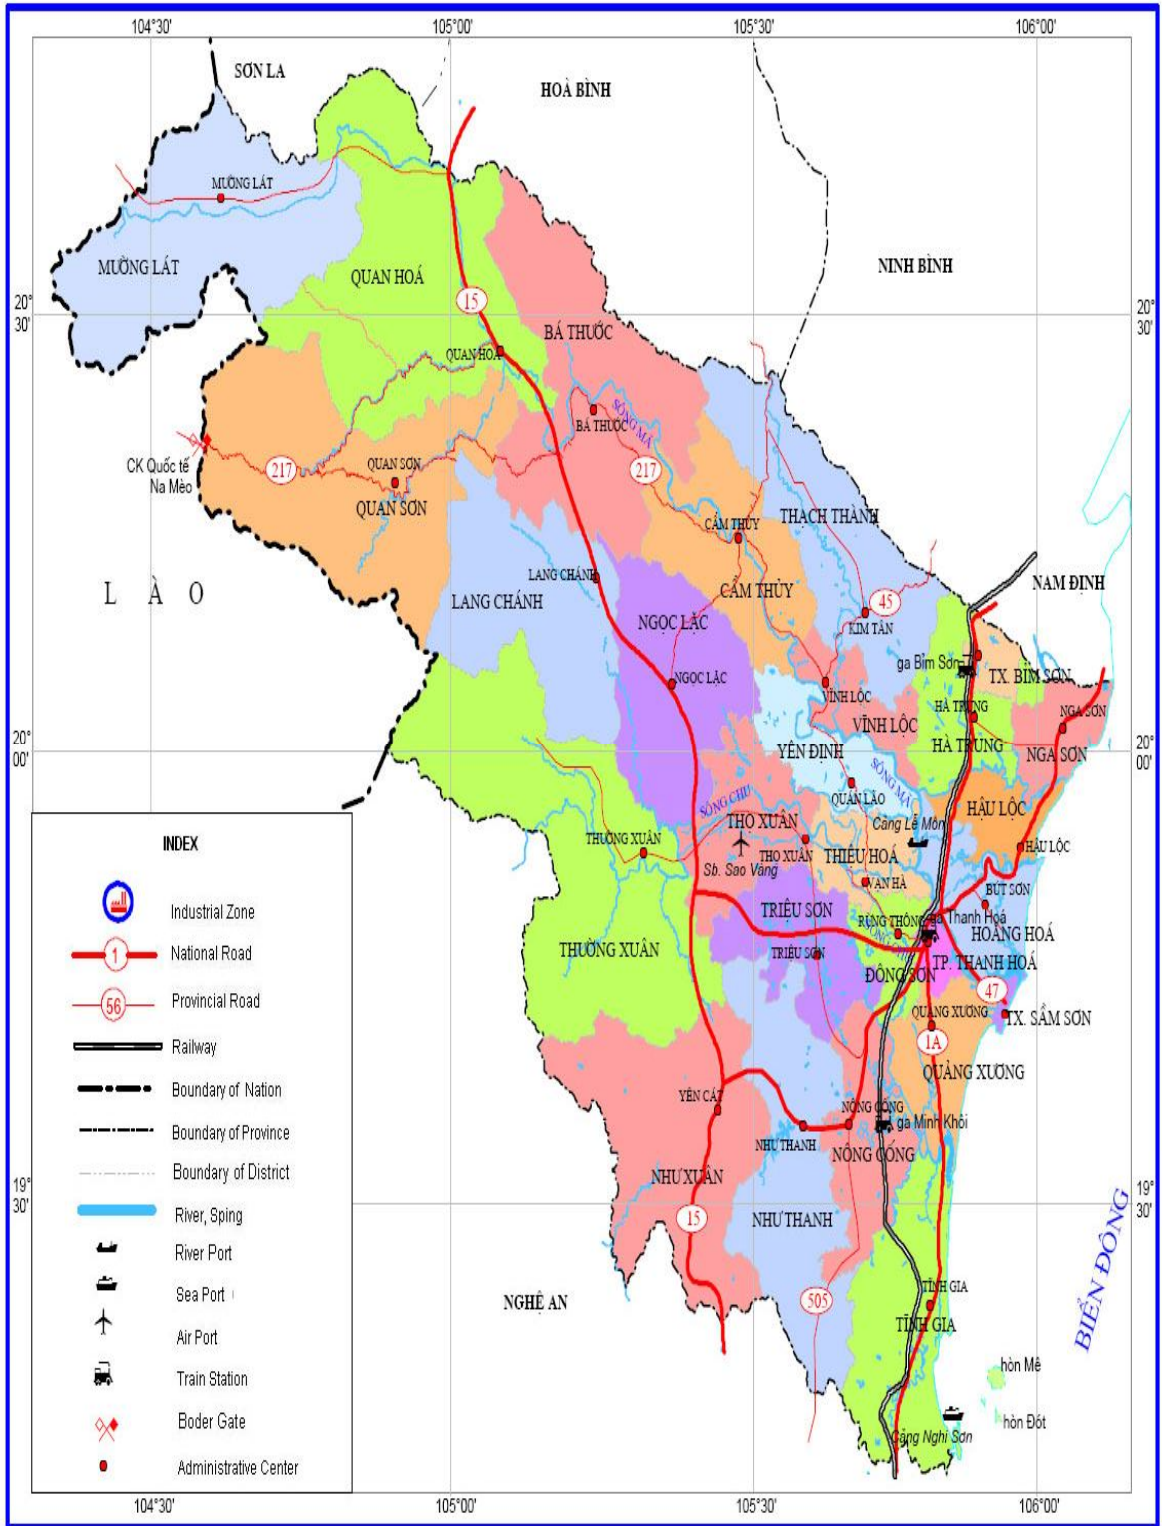 104°30'
105°00'
105°30'
106°00'
SƠN LA
HOÀ BÌNH
MƯỜNG LÁT
MƯỜNG LÁT
QUAN HOÁ
NINH BÌNH
20°
30'
20°
30'
15
BÁ THƯỚC
QUAN HOÁ
SÔNG MÃ
BÁ THƯỚC
CK Quốc tế
Na Mèo
217
QUAN SƠN
217
QUAN SƠN
THẠCH THÀNH
CẨM THỦY
LANG CHÁNH
CẨM THỦY
NAM ĐỊNH
L À O
LANG CHÁNH
45
NGỌC LẶC
KIM TÂN
ga Bỉm Sơn
TX. BỈM SƠN
NGỌC LẶC
VĨNH LỘC
HÀ TRUNG
NGA SƠN
VĨNH LỘC
HÀ TRUNG
NGA SƠN
20°
00'
20°
00'
YÊN ĐỊNH
SÔNG MÃ
QUÁN LÀO
SÔNG CHU
HẬU LỘC
THỌ XUÂN
Cảng Lễ Môn
THƯỜNG XUÂN
THỌ XUÂN
THIỆU HOÁ
HẬU LỘC
Sb. Sao Vàng
VẠN HÀ
BÚT SƠN
TRIỆU SƠN
RỪNG THÔNG
ga Thanh Hoá
HOẰNG HOÁ
THƯỜNG XUÂN
TRIỆU SƠN
TP. THANH HOÁ
ĐÔNG SƠN
47
QUẢNG XƯƠNG
TX. SẦM SƠN
1A
QUẢNG XƯƠNG
YÊN CÁT
NÔNG CỐNG
NHƯ THANH
ga Minh Khôi
NÔNG CỐNG
NHƯ XUÂN
19°
30'
19°
30'
15
NHƯ THANH
BIỂN ĐÔNG
NGHỆ AN
505
TĨNH GIA
TĨNH GIA
hòn Mê
hòn Đót
Cảng Nghi Sơn
INDEX
Industrial Zone
1
National Road
56
Provincial Road
Railway
Boundary of Nation
Boundary of Province
Boundary of District
River, Sping
River Port
Sea Port
Air Port
Train Station
Boder Gate
Administrative Center
104°30'
105°00'
105°30'
106°00'